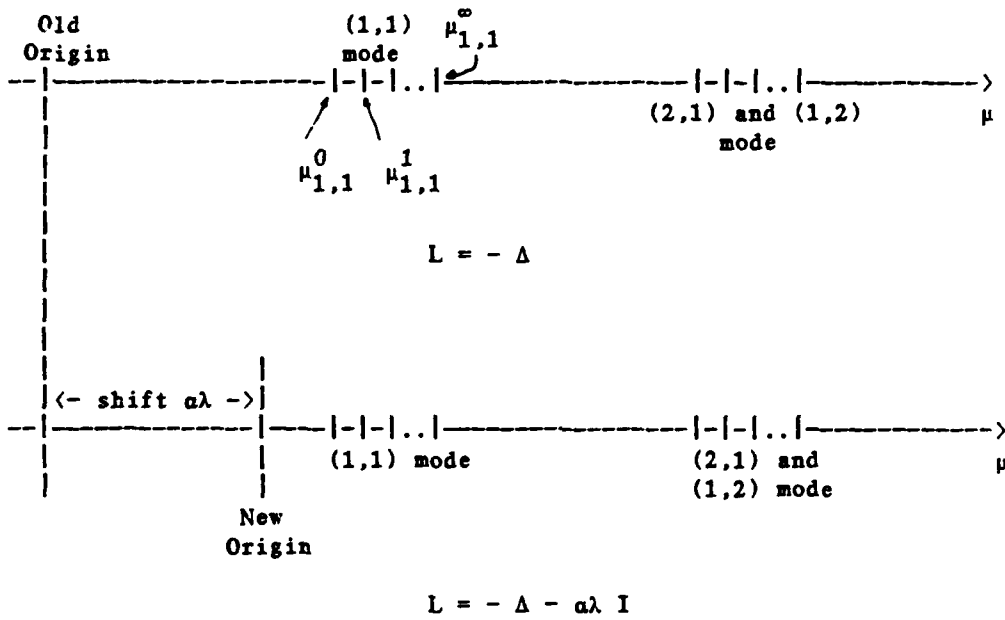 Old
Origin
(1,1)
mode
μ∞1,1
--|---------------|-|-|..|---------------|-|-|..|----------->
(2,1) and (1,2)
mode
μ
μ01,1 μ11,1
L = - Δ
<- shift αλ ->
(1,1) mode
(2,1) and
(1,2) mode
μ
New
Origin
L = - Δ - αλ I